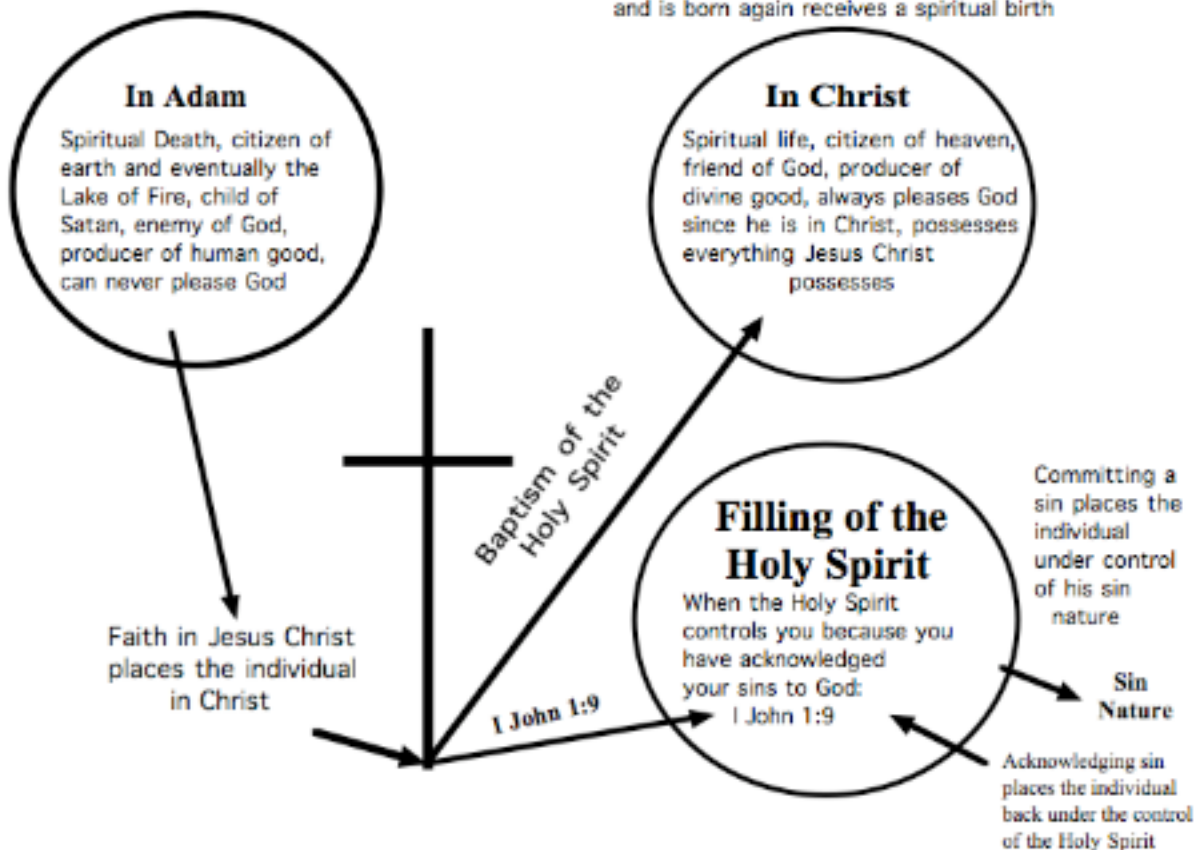 and is born again receives a spiritual birth
In Adam
Spiritual Death, citizen of
earth and eventually the
Lake of Fire, child of
Satan, enemy of God,
producer of human good,
can never please God
In Christ
Spiritual life, citizen of heaven,
friend of God, producer of
divine good, always pleases God
since he is in Christ, possesses
everything Jesus Christ
possesses
Baptism of the
Holy Spirit
Faith in Jesus Christ
places the individual
in Christ
I John 1:9
Filling of the
Holy Spirit
When the Holy Spirit
controls you because you
have acknowledged
your sins to God:
I John 1:9
Committing a
sin places the
individual
under control
of his sin
nature
Sin
Nature
Acknowledging sin
places the individual
back under the control
of the Holy Spirit